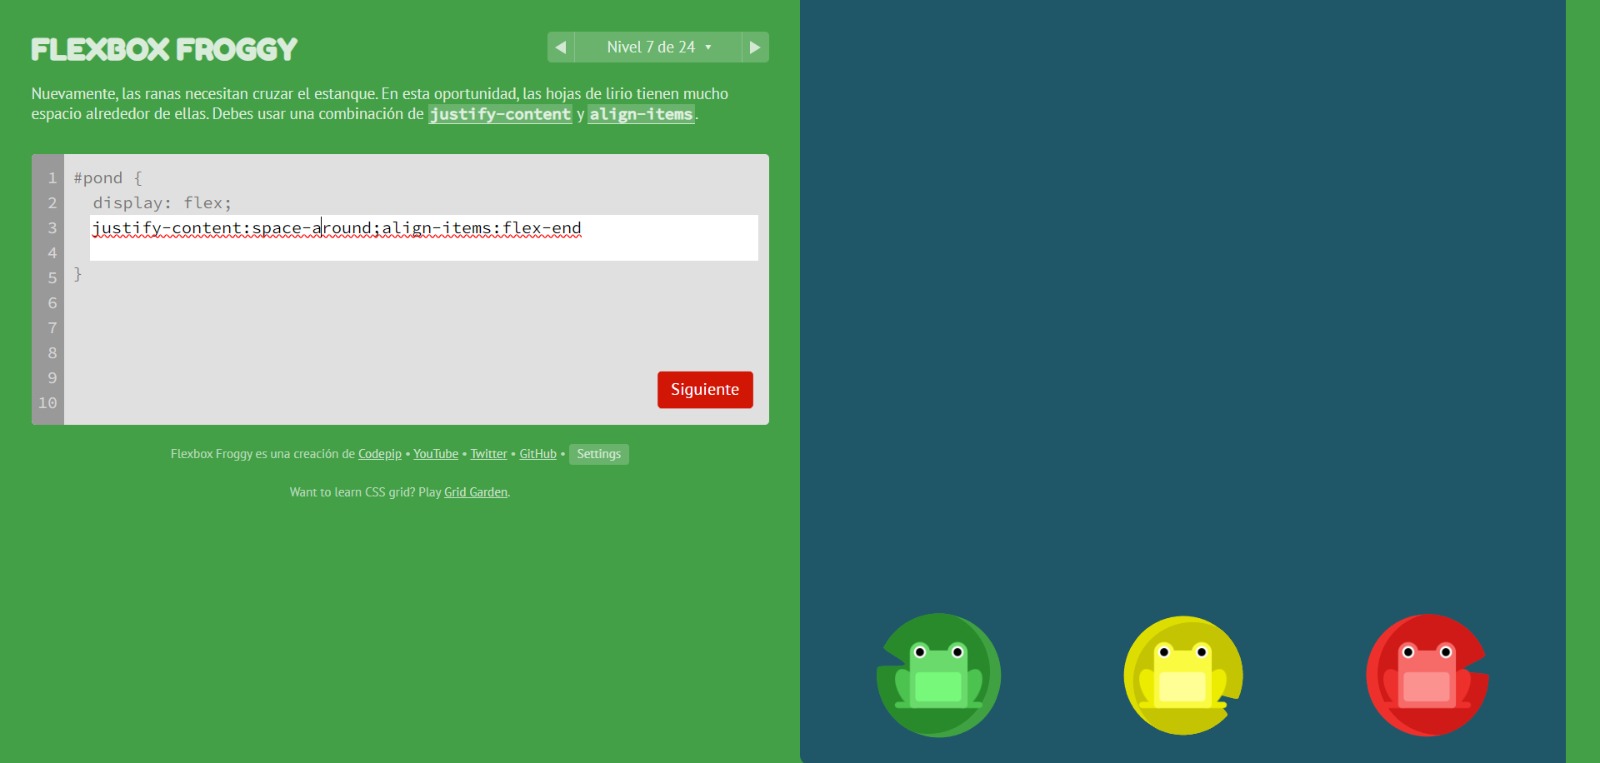 FLEXBOX FROGGY
Nivel 7 de 24
Nuevamente, las ranas necesitan cruzar el estanque. En esta oportunidad, las hojas de lirio tienen mucho
espacio alrededor de ellas. Debes usar una combinación de justify-content y align-items.
1 #pond {
2 display: flex;
3 justify-content:space-around;align-items:flex-end
4
5 }
6
7
8
9
10
Siguiente
Flexbox Froggy es una creación de Codepip • YouTube • Twitter • GitHub • Settings
Want to learn CSS grid? Play Grid Garden.